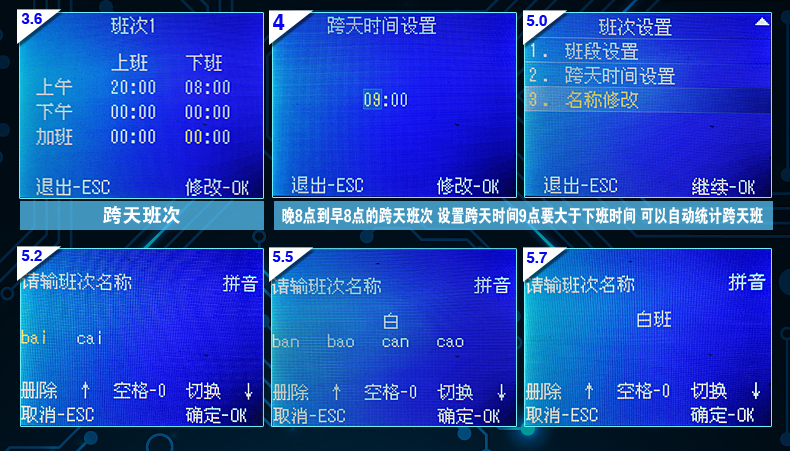 3.6
班次1
上班 下班
上午 20:00 08:00
下午 00:00 00:00
加班 00:00 00:00
退出-ESC 修改-OK
跨天班次
4
跨天时间设置
09:00
退出-ESC 修改-OK
5.0
班次设置
1. 班段设置
2. 跨天时间设置
3. 名称修改
退出-ESC 继续-OK
晚8点到早8点的跨天班次 设置跨天时间9点要大于下班时间 可以自动统计跨天班
5.2
请输班次名称 拼音
bai cai
删除 ↑ 空格-0 切换 ↓
取消-ESC 确定-OK
5.5
请输班次名称 拼音
白
ban bao can cao
删除 ↑ 空格-0 切换 ↓
取消-ESC 确定-OK
5.7
请输班次名称 拼音
白班
删除 ↑ 空格-0 切换 ↓
取消-ESC 确定-OK